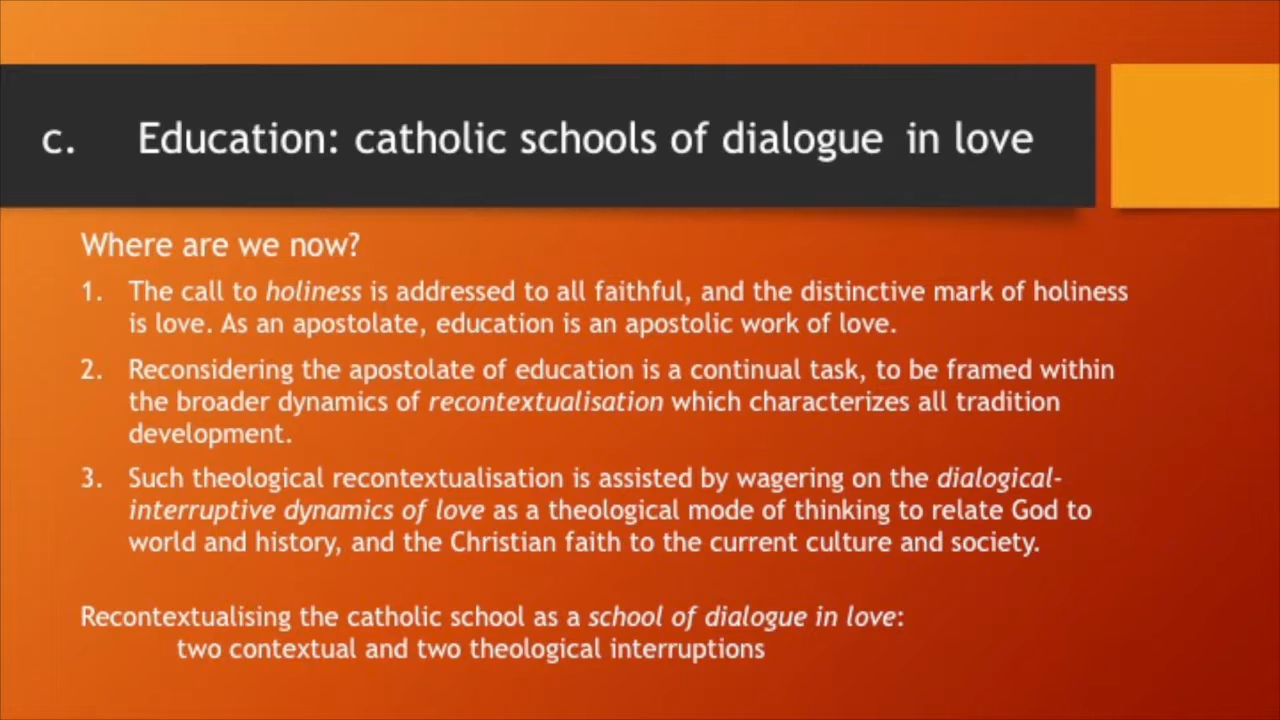 c. Education: catholic schools of dialogue in love
Where are we now?
1. The call to holiness is addressed to all faithful, and the distinctive mark of holiness
is love. As an apostolate, education is an apostolic work of love.
2. Reconsidering the apostolate of education is a continual task, to be framed within
the broader dynamics of recontextualisation which characterizes all tradition
development.
3. Such theological recontextualisation is assisted by wagering on the dialogical-
interruptive dynamics of love as a theological mode of thinking to relate God to
world and history, and the Christian faith to the current culture and society.
Recontextualising the catholic school as a school of dialogue in love:
two contextual and two theological interruptions